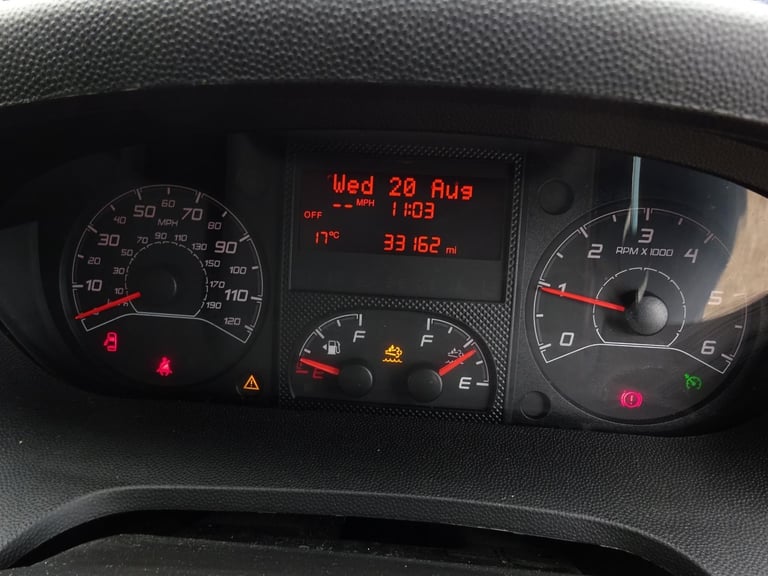 Wed 20 Aug
-- MPH 11:03
OFF
17°C 33162 mi
10 20 30 40 50 60 70 80 90 100 110 120
MPH
10 30 50 70 90 110 130 150 170 190
F E
F E
0 1 2 3 4 5 6
RPM X 1000